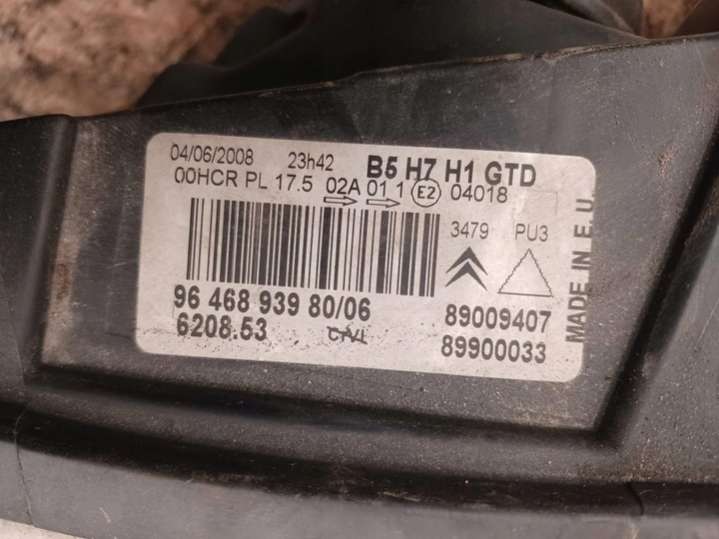 04/06/2008 23h42 B5 H7 H1 GTD
00HCR PL 17.5 02A 01 1 E2 04018
3479 PU3
96 468 939 80/06 89009407
6208.53 89900033
MADE IN E.U.